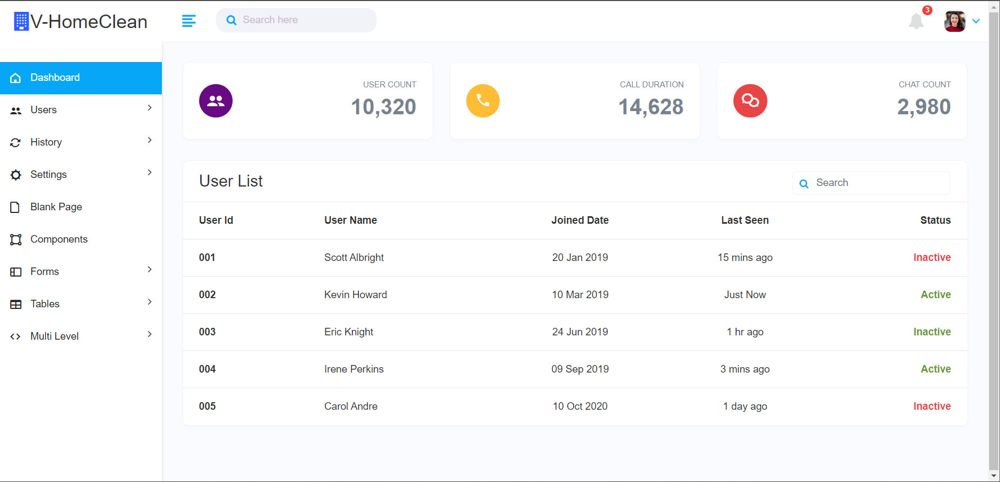 V-HomeClean
Search here
3
Dashboard
Users
History
Settings
Blank Page
Components
Forms
Tables
Multi Level
USER COUNT
10,320
CALL DURATION
14,628
CHAT COUNT
2,980
User List
Search
User Id User Name Joined Date Last Seen Status
001 Scott Albright 20 Jan 2019 15 mins ago Inactive
002 Kevin Howard 10 Mar 2019 Just Now Active
003 Eric Knight 24 Jun 2019 1 hr ago Inactive
004 Irene Perkins 09 Sep 2019 3 mins ago Active
005 Carol Andre 10 Oct 2020 1 day ago Inactive